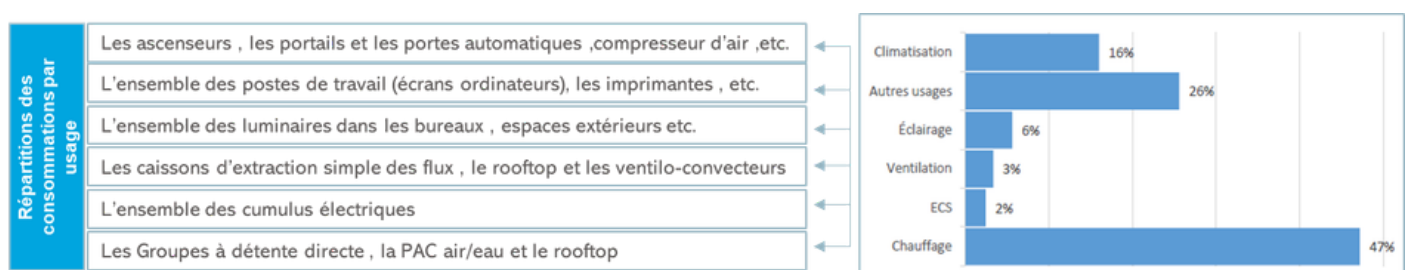 Répartitions des
consommations par
usage
Les ascenseurs , les portails et les portes automatiques ,compresseur d'air ,etc.
L'ensemble des postes de travail (écrans ordinateurs), les imprimantes , etc.
L'ensemble des luminaires dans les bureaux , espaces extérieurs etc.
Les caissons d'extraction simple des flux , le rooftop et les ventilo-convecteurs
L'ensemble des cumulus électriques
Les Groupes à détente directe , la PAC air/eau et le rooftop
Climatisation 16%
Autres usages 26%
Éclairage 6%
Ventilation 3%
ECS 2%
Chauffage 47%